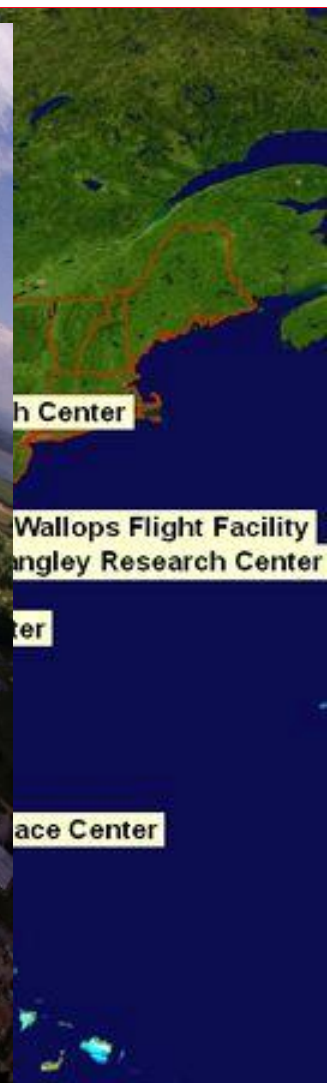 h Center
Wallops Flight Facility
angley Research Center
ter
ace Center